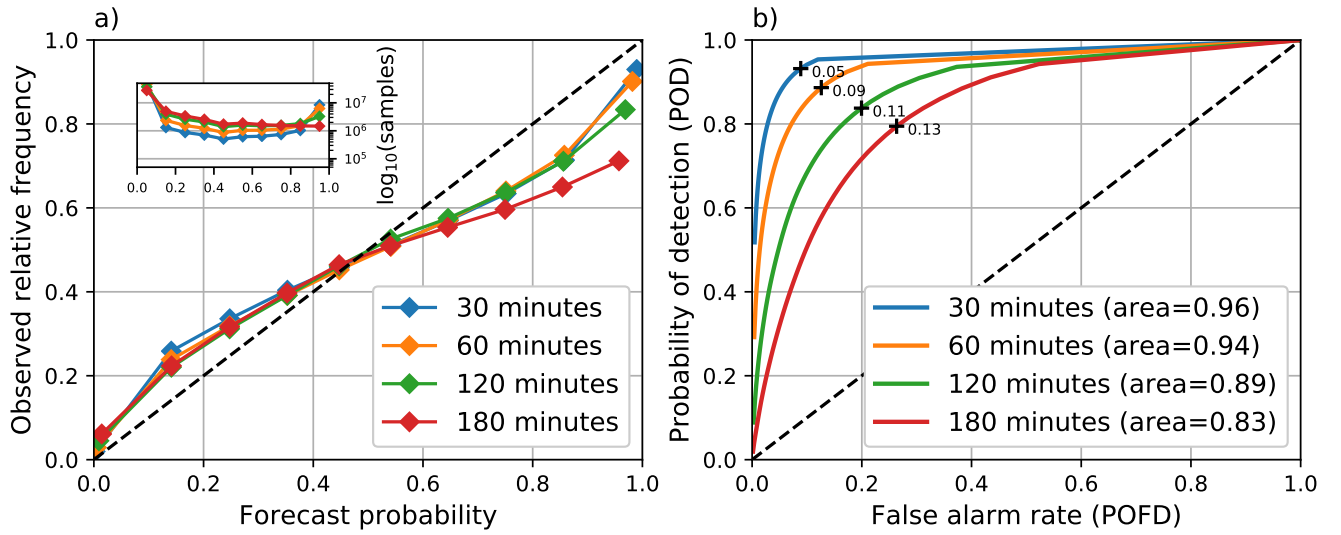 a)
1.0
0.8
0.6
0.4
0.2
0.0
Observed relative frequency
0.0 0.2 0.4 0.6 0.8 1.0
Forecast probability
10⁷
10⁶
10⁵
log₁₀(samples)
0.0 0.2 0.4 0.6 0.8 1.0
30 minutes
60 minutes
120 minutes
180 minutes
b)
1.0
0.8
0.6
0.4
0.2
0.0
Probability of detection (POD)
0.0 0.2 0.4 0.6 0.8 1.0
False alarm rate (POFD)
0.05
0.09
0.11
0.13
30 minutes (area=0.96)
60 minutes (area=0.94)
120 minutes (area=0.89)
180 minutes (area=0.83)